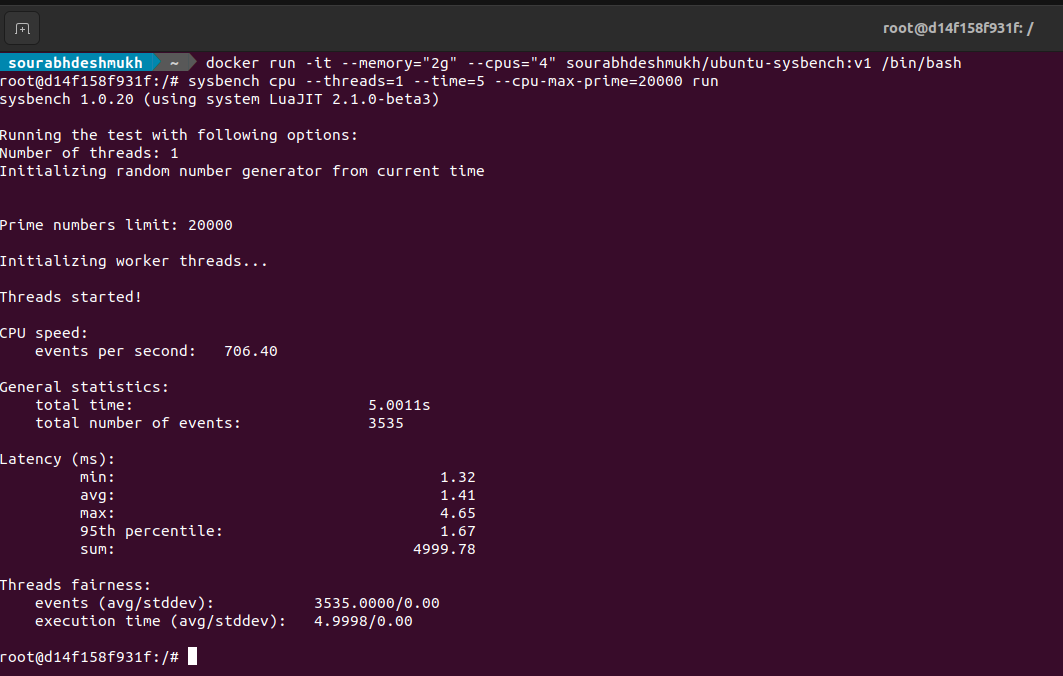 root@d14f158f931f: /
sourabhdeshmukh ~ docker run -it --memory="2g" --cpus="4" sourabhdeshmukh/ubuntu-sysbench:v1 /bin/bash
root@d14f158f931f:/# sysbench cpu --threads=1 --time=5 --cpu-max-prime=20000 run
sysbench 1.0.20 (using system LuaJIT 2.1.0-beta3)
Running the test with following options:
Number of threads: 1
Initializing random number generator from current time
Prime numbers limit: 20000
Initializing worker threads...
Threads started!
CPU speed:
events per second: 706.40
General statistics:
total time: 5.0011s
total number of events: 3535
Latency (ms):
min: 1.32
avg: 1.41
max: 4.65
95th percentile: 1.67
sum: 4999.78
Threads fairness:
events (avg/stddev): 3535.0000/0.00
execution time (avg/stddev): 4.9998/0.00
root@d14f158f931f:/#